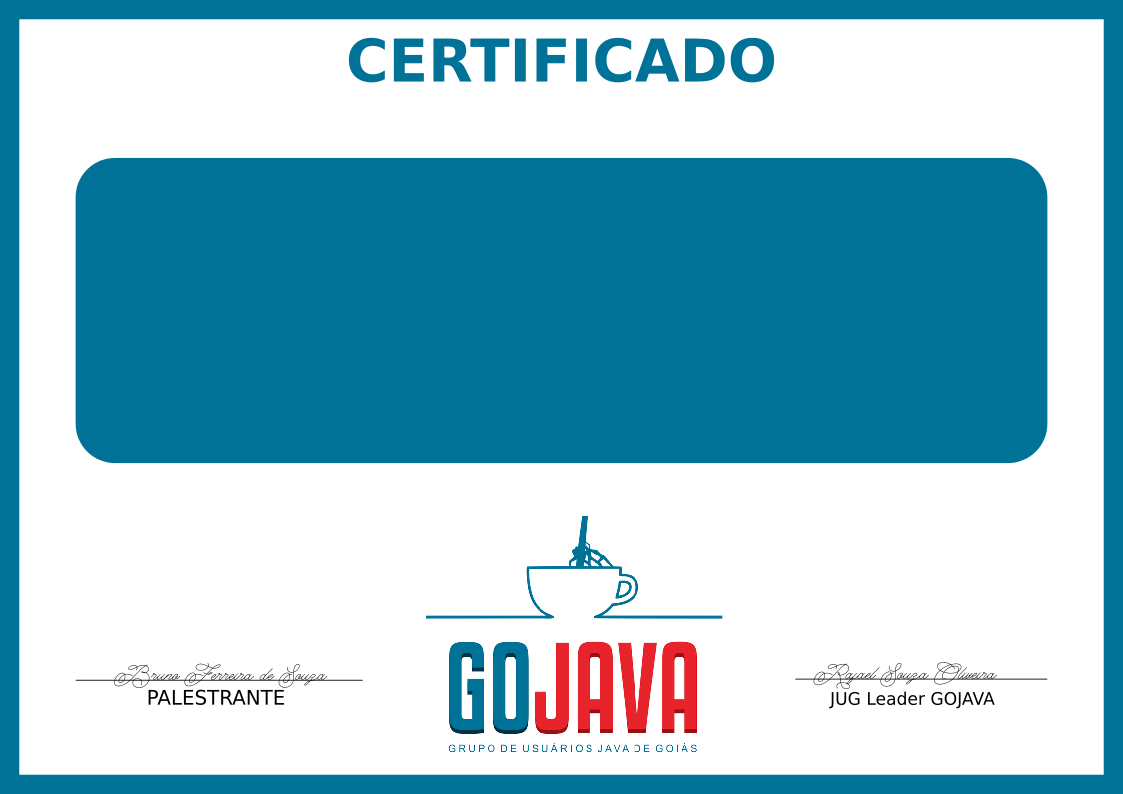 CERTIFICADO
GOJAVA
GRUPO DE USUÁRIOS JAVA DE GOIÁS
Bruno Ferreira de Souza
PALESTRANTE
Rafael Souza Oliveira
JUG Leader GOJAVA